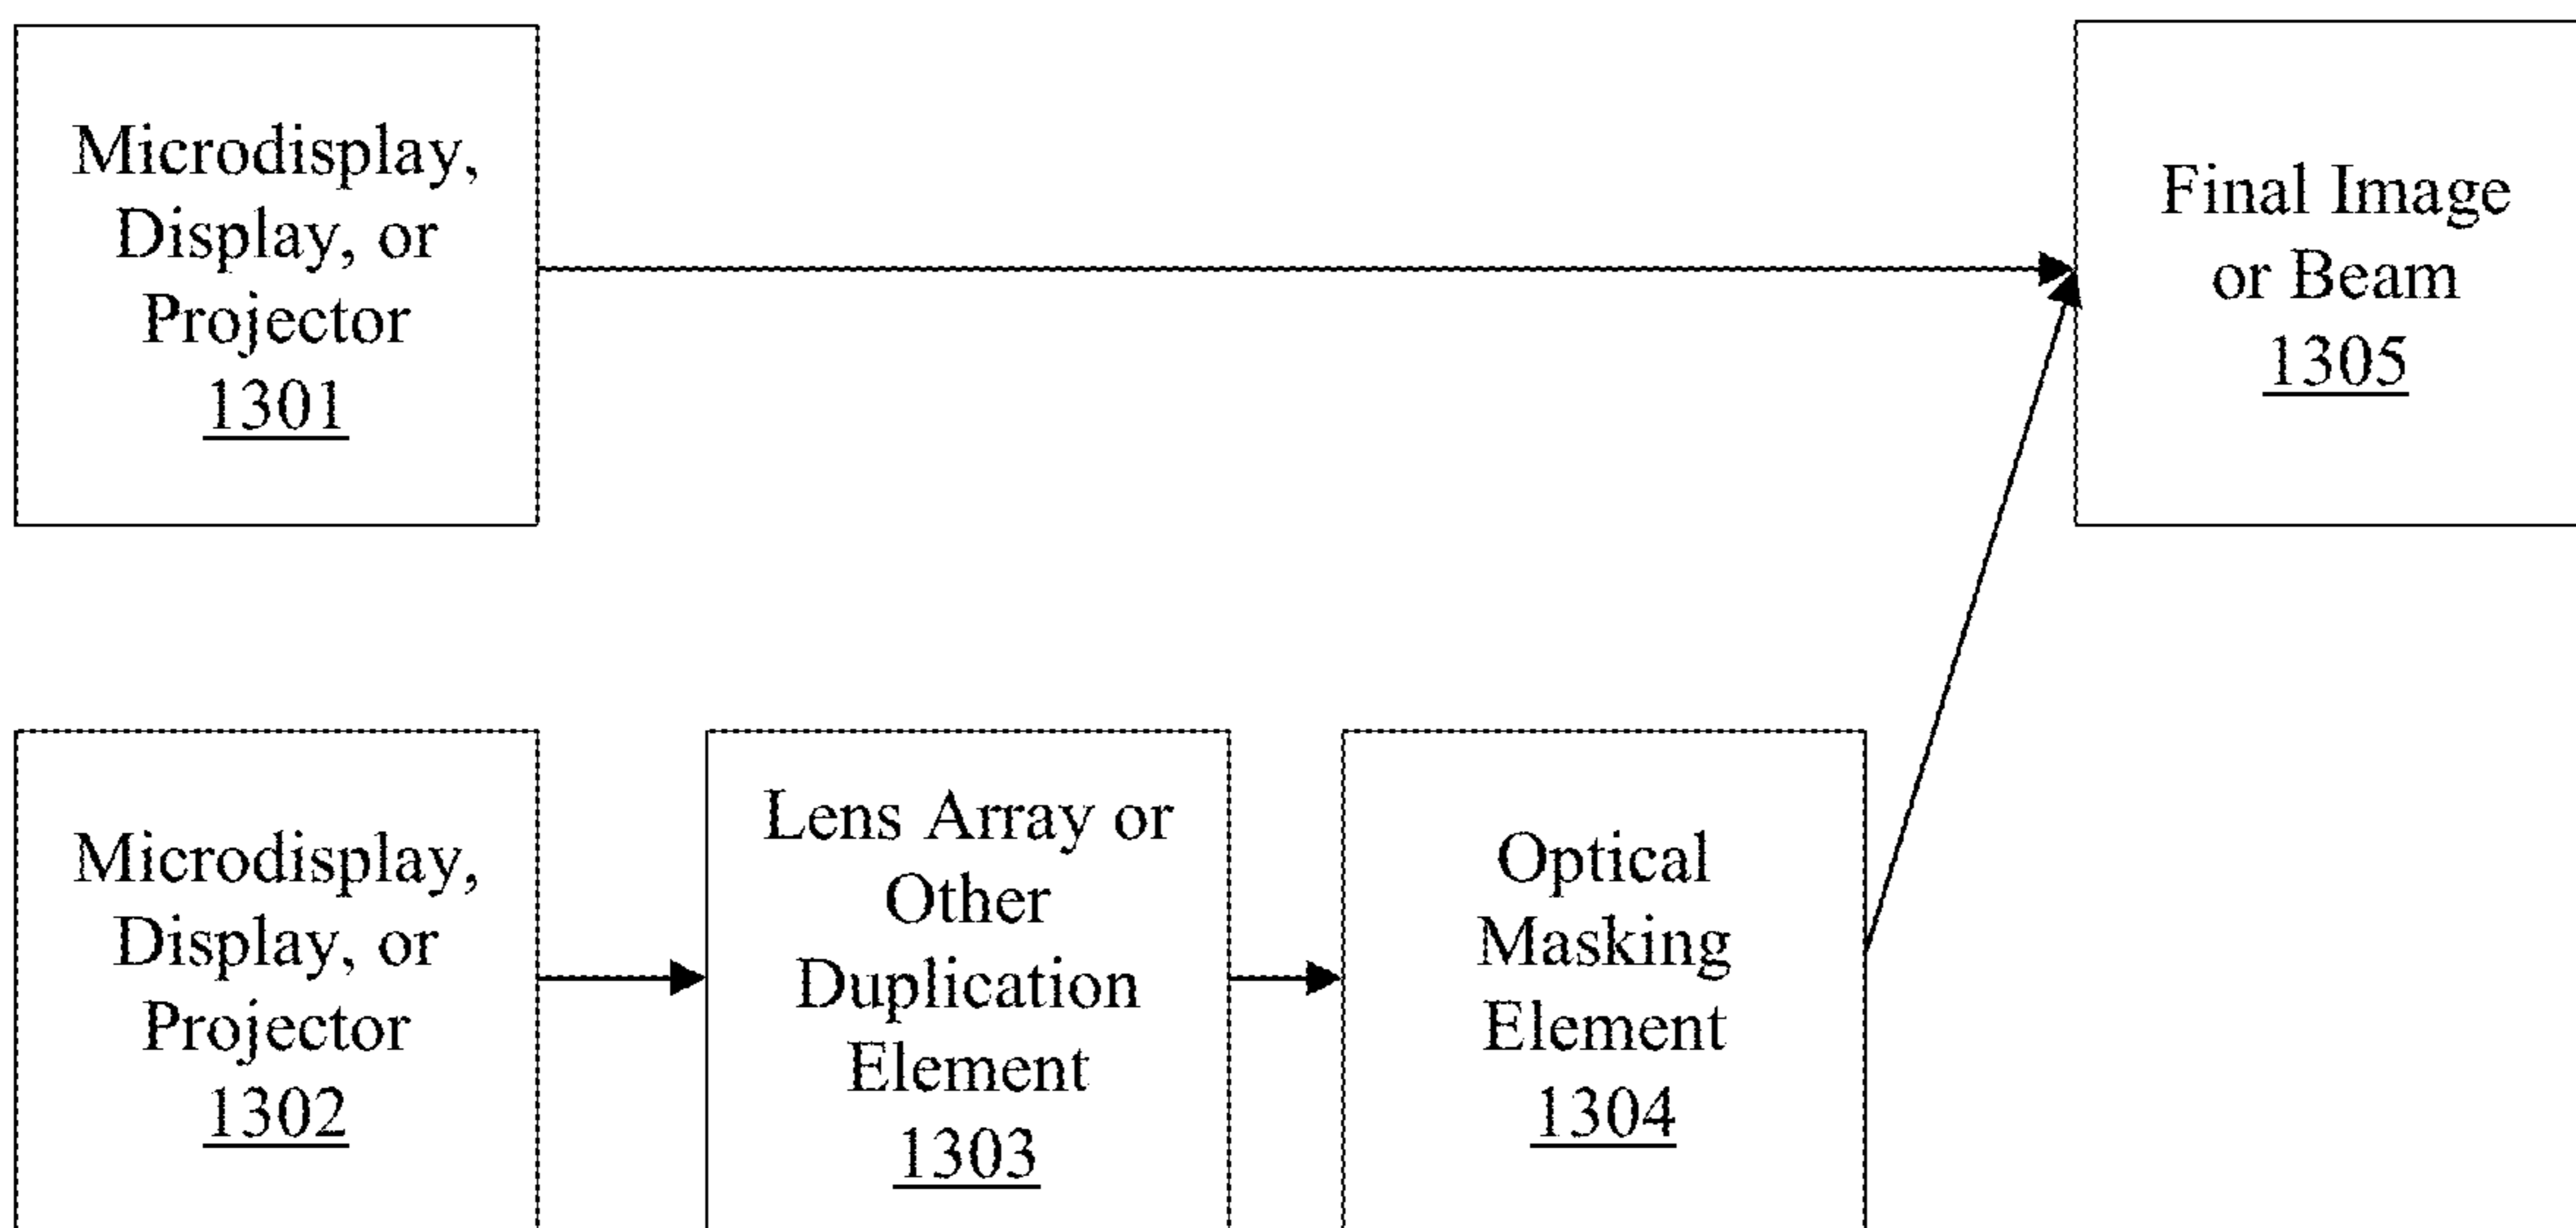 Microdisplay,
Display, or
Projector
1301
Final Image
or Beam
1305
Microdisplay,
Display, or
Projector
1302
Lens Array or
Other
Duplication
Element
1303
Optical
Masking
Element
1304